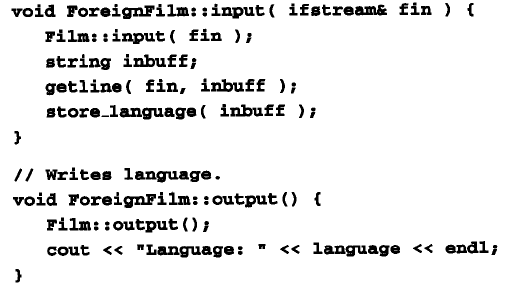 void ForeignFilm::input( ifstream& fin ) {
Film::input( fin );
string inbuff;
getline( fin, inbuff );
store_language( inbuff );
}
// Writes language.
void ForeignFilm::output() {
Film::output();
cout << "Language: " << language << endl;
}